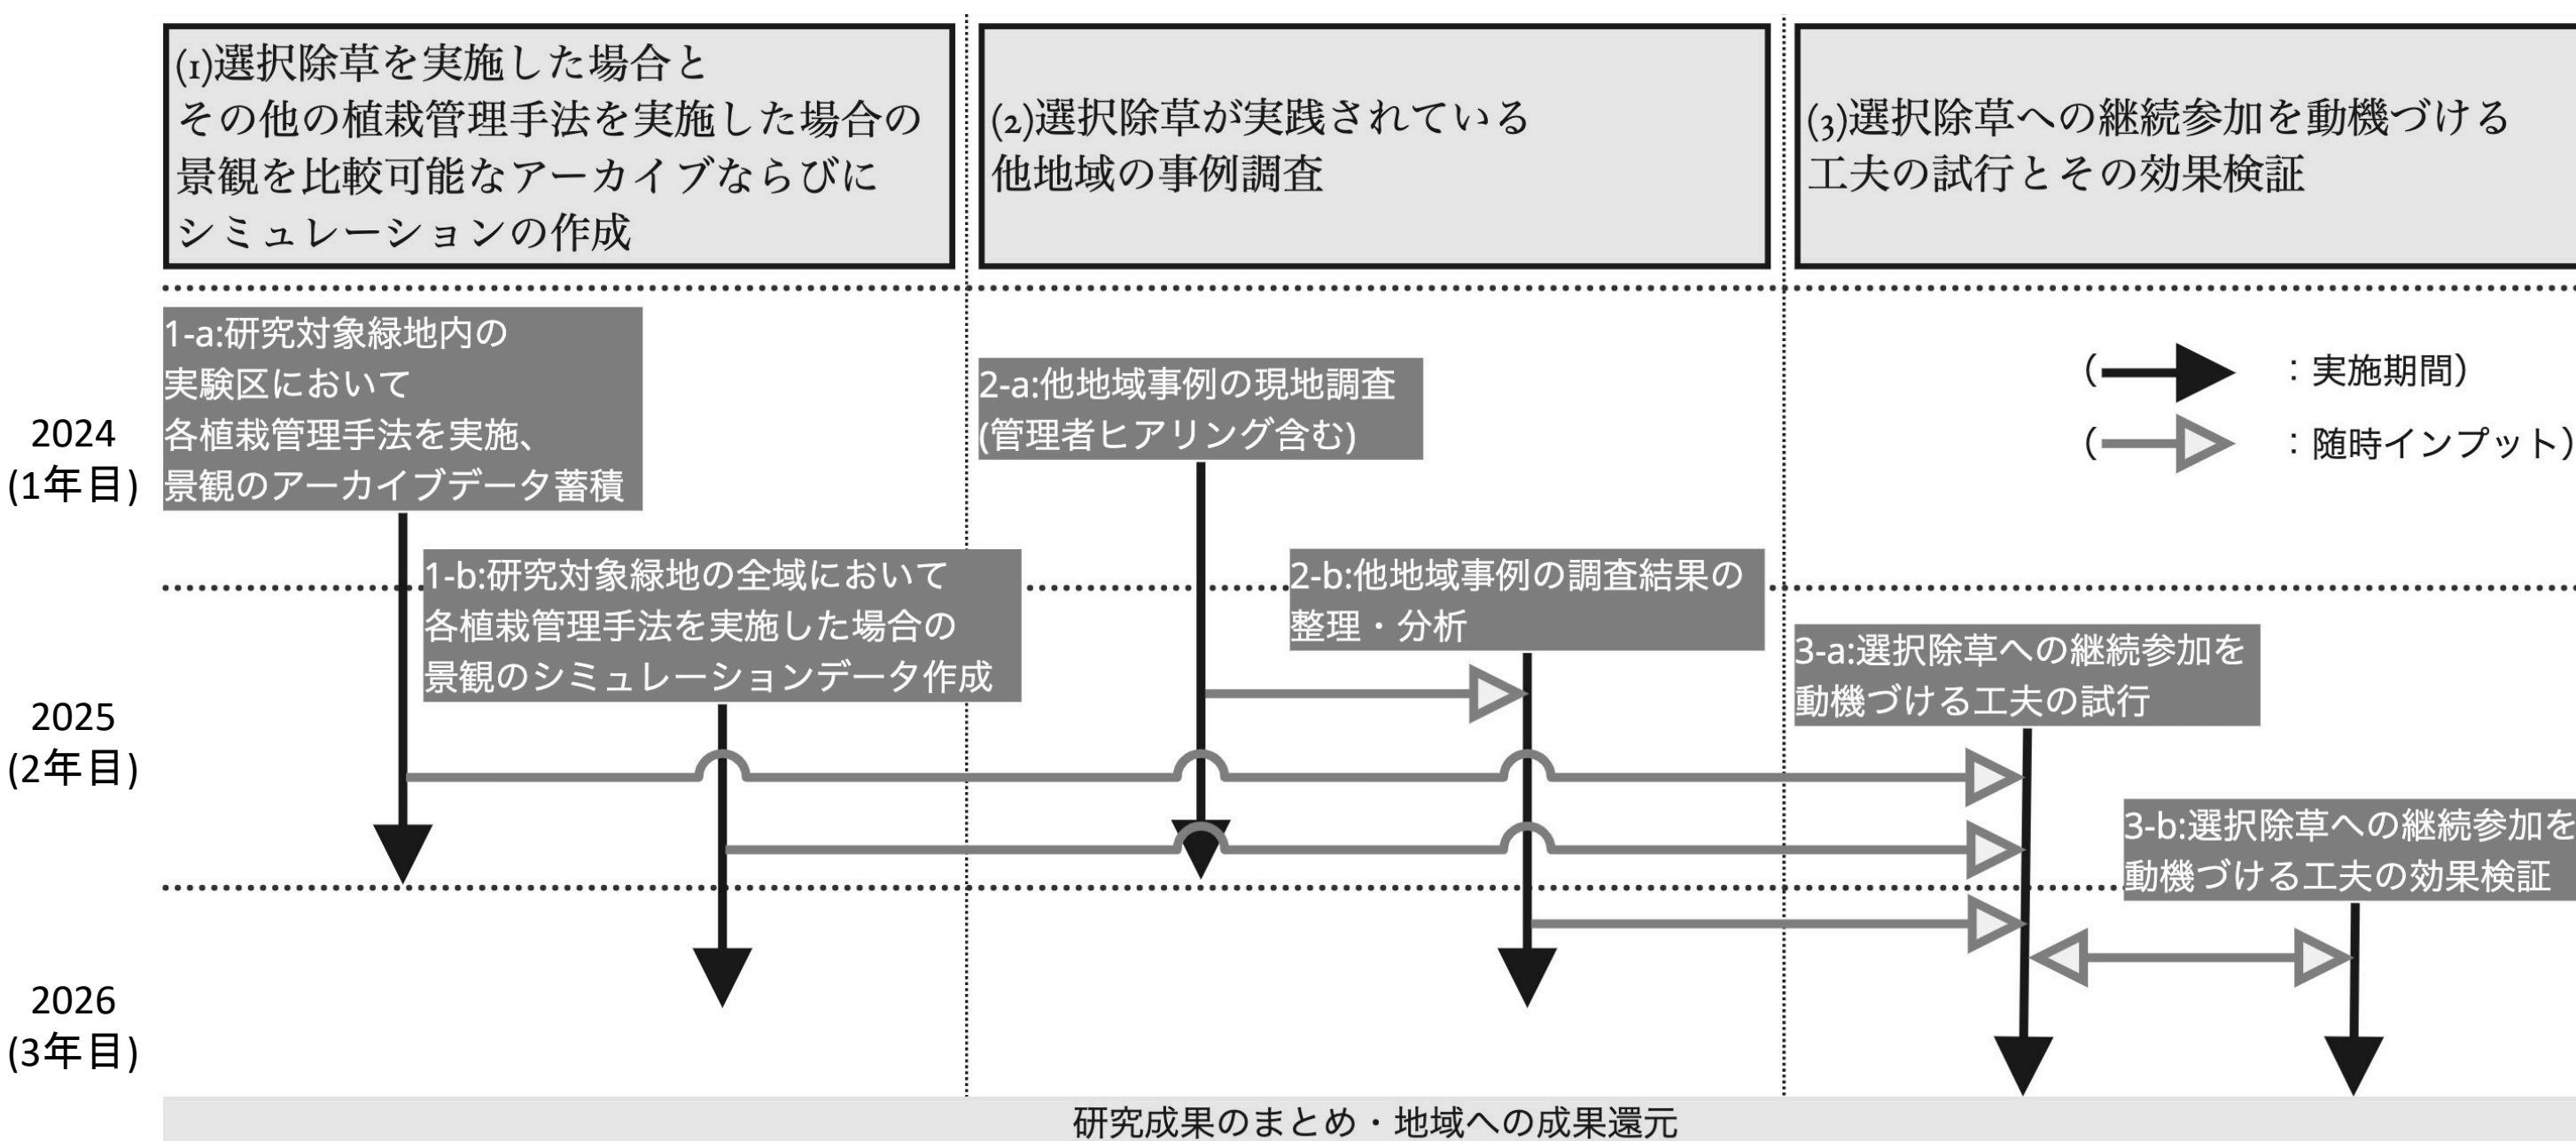 (1)選択除草を実施した場合と
その他の植栽管理手法を実施した場合の
景観を比較可能なアーカイブならびに
シミュレーションの作成
(2)選択除草が実践されている
他地域の事例調査
(3)選択除草への継続参加を動機づける
工夫の試行とその効果検証
2024
(1年目)
1-a:研究対象緑地内の
実験区において
各植栽管理手法を実施、
景観のアーカイブデータ蓄積
2-a:他地域事例の現地調査
(管理者ヒアリング含む)
( ：実施期間)
( ：随時インプット)
1-b:研究対象緑地の全域において
各植栽管理手法を実施した場合の
景観のシミュレーションデータ作成
2-b:他地域事例の調査結果の
整理・分析
2025
(2年目)
3-a:選択除草への継続参加を
動機づける工夫の試行
3-b:選択除草への継続参加を
動機づける工夫の効果検証
2026
(3年目)
研究成果のまとめ・地域への成果還元